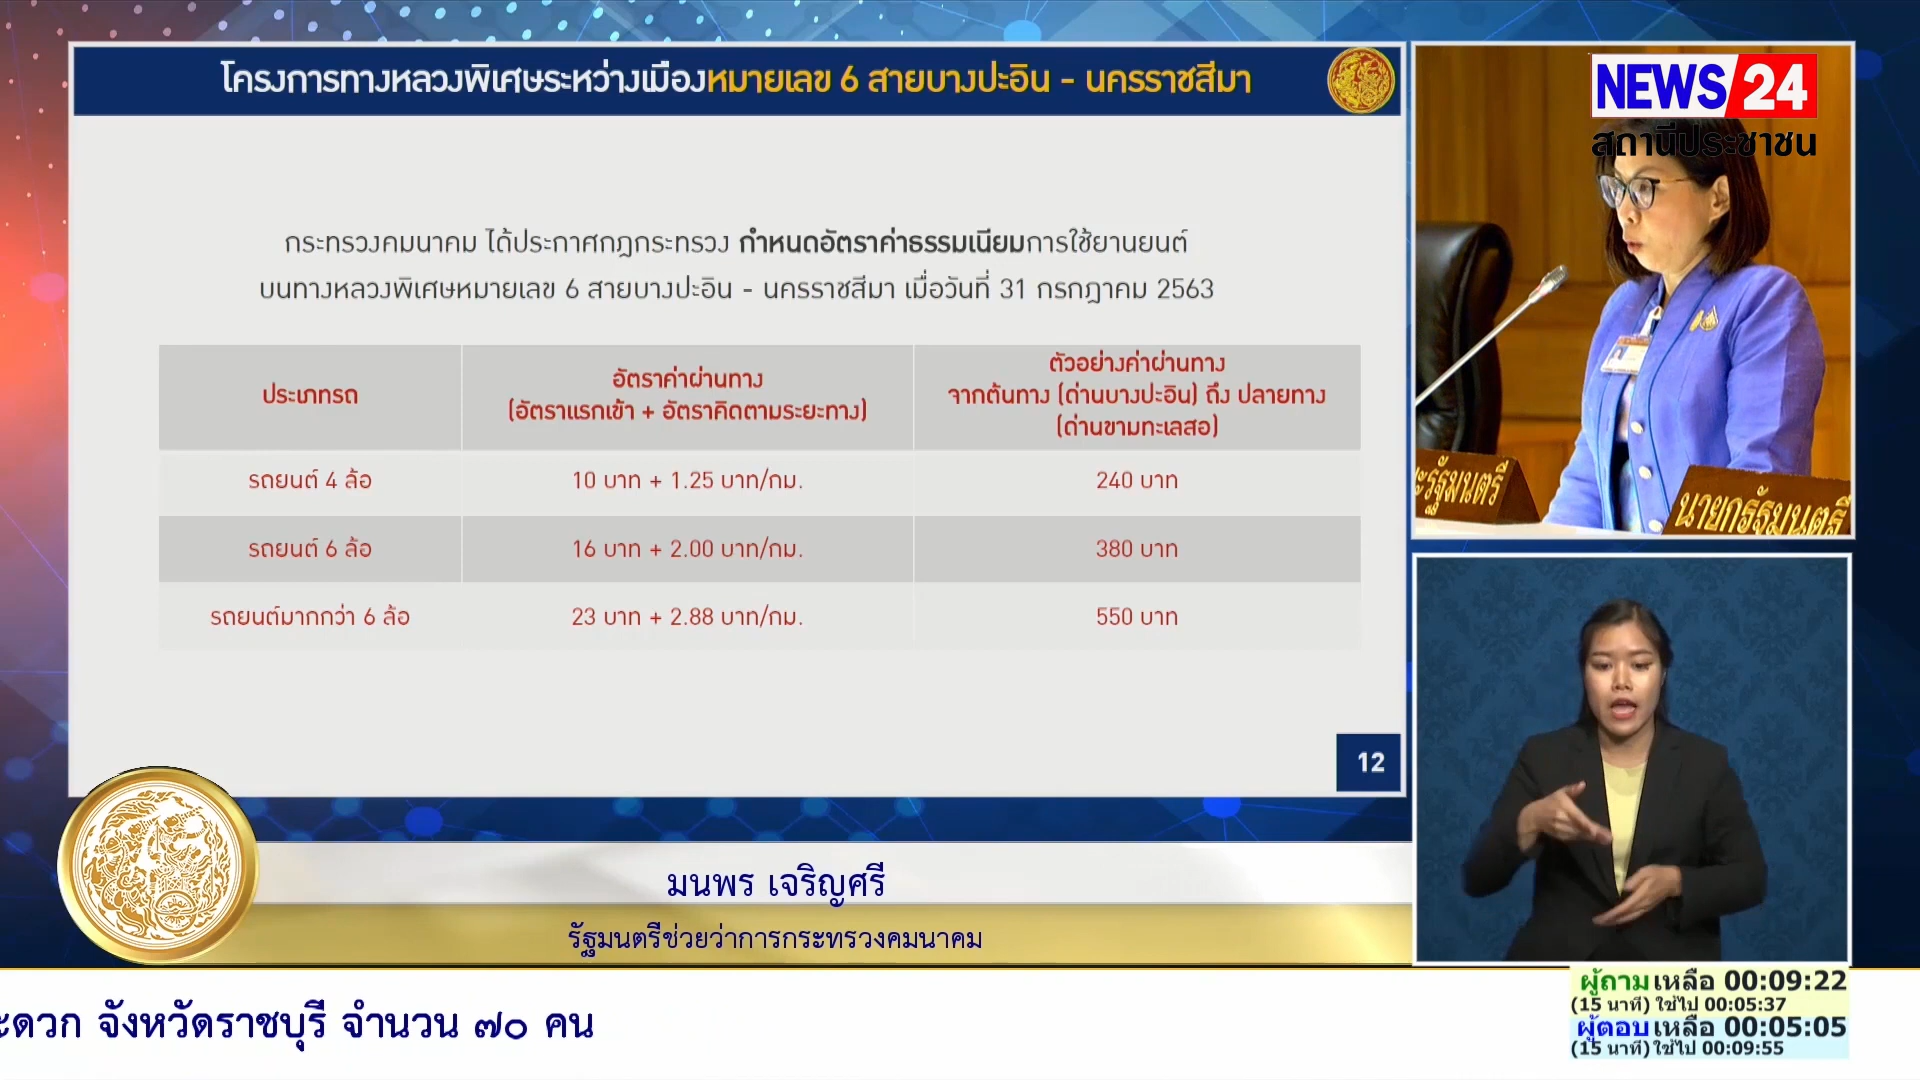 โครงการทางหลวงพิเศษระหว่างเมืองหมายเลข 6 สายบางปะอิน - นครราชสีมา
NEWS 24
สถานีประชาชน
กระทรวงคมนาคม ได้ประกาศกฎกระทรวง กำหนดอัตราค่าธรรมเนียมการใช้ยานยนต์
บนทางหลวงพิเศษหมายเลข 6 สายบางปะอิน - นครราชสีมา เมื่อวันที่ 31 กรกฎาคม 2563
ประเภทรถ
อัตราค่าผ่านทาง
(อัตราแรกเข้า + อัตราคิดตามระยะทาง)
ตัวอย่างค่าผ่านทาง
จากต้นทาง (ด่านบางปะอิน) ถึง ปลายทาง
(ด่านขามทะเลสอ)
รถยนต์ 4 ล้อ 10 บาท + 1.25 บาท/กม. 240 บาท
รถยนต์ 6 ล้อ 16 บาท + 2.00 บาท/กม. 380 บาท
รถยนต์มากกว่า 6 ล้อ 23 บาท + 2.88 บาท/กม. 550 บาท
12
ะรัฐมนตรี
นายกรัฐมนตรี
มนพร เจริญศรี
รัฐมนตรีช่วยว่าการกระทรวงคมนาคม
ะดวก จังหวัดราชบุรี จำนวน ๗๐ คน
ผู้ถามเหลือ 00:09:22
(15 นาที) ใช้ไป 00:05:37
ผู้ตอบเหลือ 00:05:05
(15 นาที) ใช้ไป 00:09:55